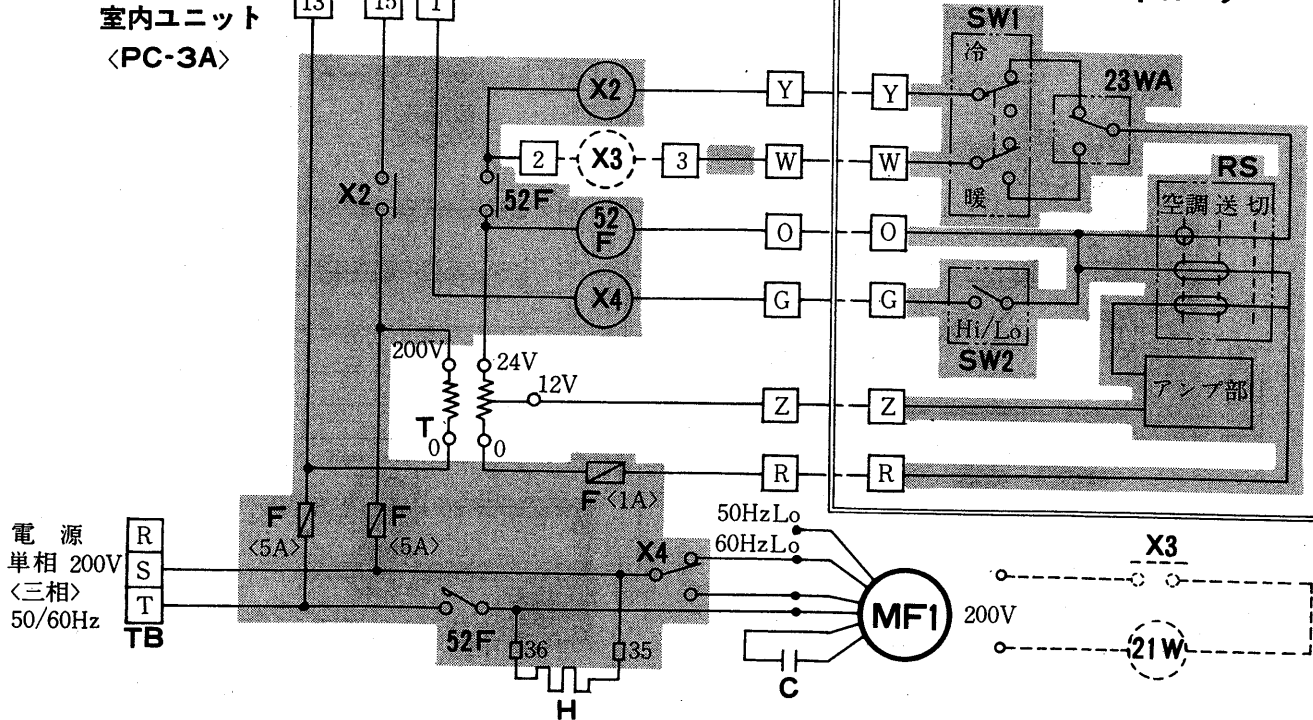 室内ユニット
〈PC-3A〉
13
15
1
SW1
冷
23WA
X2
Y
Y
2
X3
3
W
W
X2
52F
暖
RS
空調 送 切
52
F
O
O
X4
G
G
Hi/Lo
SW2
200V
24V
12V
T
0
0
Z
Z
アンプ部
F〈1A〉
R
R
F
〈5A〉
F
〈5A〉
電 源
単相 200V
〈三相〉
50/60Hz
R
S
T
TB
X4
50HzLo
60HzLo
52F
36
35
H
MF1
200V
C
X3
21W